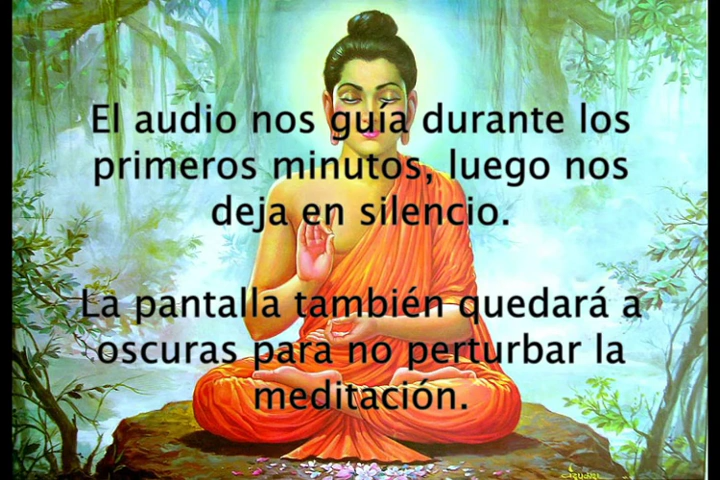 El audio nos guía durante los
primeros minutos, luego nos
deja en silencio.
La pantalla también quedará a
oscuras para no perturbar la
meditación.